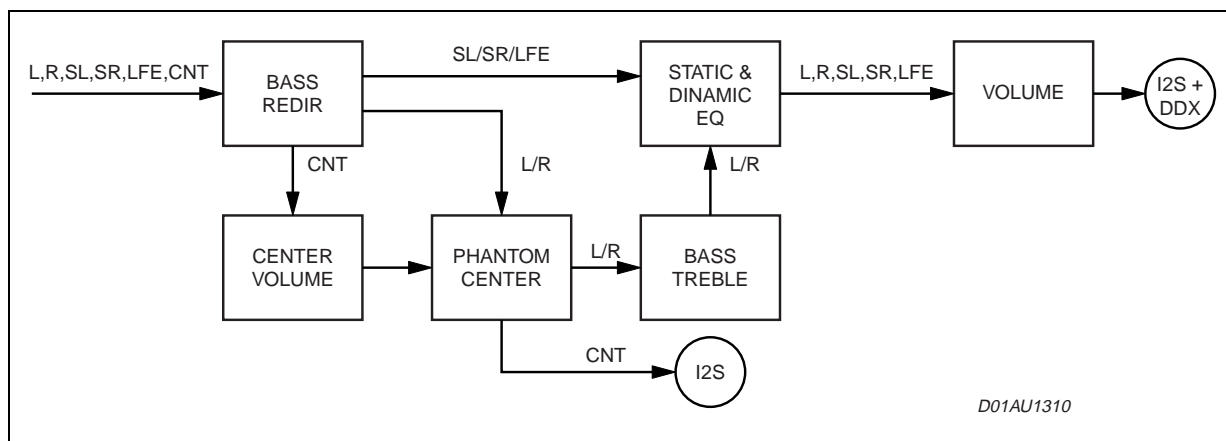 L,R,SL,SR,LFE,CNT
BASS
REDIR
SL/SR/LFE
STATIC &
DINAMIC
EQ
L,R,SL,SR,LFE
VOLUME
I2S +
DDX
CNT
L/R
L/R
CENTER
VOLUME
PHANTOM
CENTER
L/R
BASS
TREBLE
CNT
I2S
D01AU1310